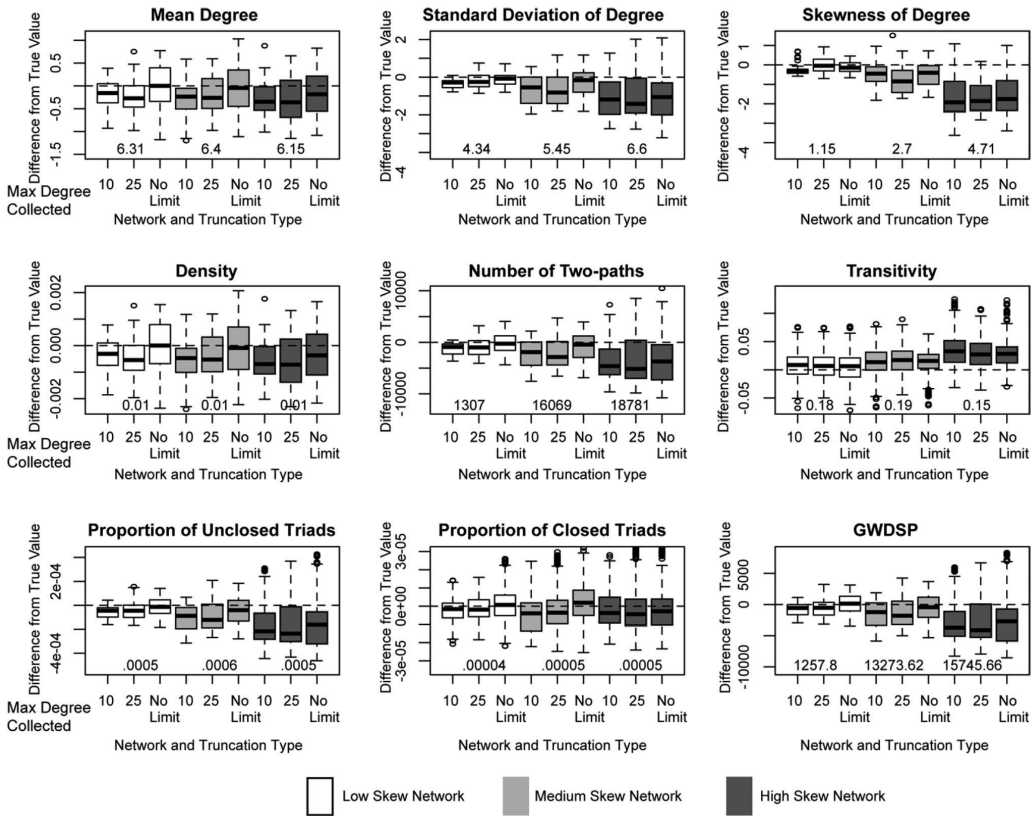 Mean Degree
Difference from True Value
0.5
-0.5
-1.5
6.31 6.4 6.15
Max Degree
Collected
10 25 No Limit 10 25 No Limit 10 25 No Limit
Network and Truncation Type
Standard Deviation of Degree
Difference from True Value
2
0
-2
-4
4.34 5.45 6.6
10 25 No Limit 10 25 No Limit 10 25 No Limit
Network and Truncation Type
Skewness of Degree
Difference from True Value
1
0
-2
-4
1.15 2.7 4.71
10 25 No Limit 10 25 No Limit 10 25 No Limit
Network and Truncation Type
Density
Difference from True Value
0.002
0.000
-0.002
0.01 0.01 0.01
Max Degree
Collected
10 25 No Limit 10 25 No Limit 10 25 No Limit
Network and Truncation Type
Number of Two-paths
Difference from True Value
10000
0
-10000
1307 16069 18781
10 25 No Limit 10 25 No Limit 10 25 No Limit
Network and Truncation Type
Transitivity
Difference from True Value
0.05
-0.05
0.18 0.19 0.15
10 25 No Limit 10 25 No Limit 10 25 No Limit
Network and Truncation Type
Proportion of Unclosed Triads
Difference from True Value
2e-04
-4e-04
.0005 .0006 .0005
Max Degree
Collected
10 25 No Limit 10 25 No Limit 10 25 No Limit
Network and Truncation Type
Proportion of Closed Triads
Difference from True Value
3e-05
0e+00
-3e-05
.00004 .00005 .00005
10 25 No Limit 10 25 No Limit 10 25 No Limit
Network and Truncation Type
GWDSP
Difference from True Value
5000
0
-10000
1257.8 13273.62 15745.66
10 25 No Limit 10 25 No Limit 10 25 No Limit
Network and Truncation Type
Low Skew Network Medium Skew Network High Skew Network